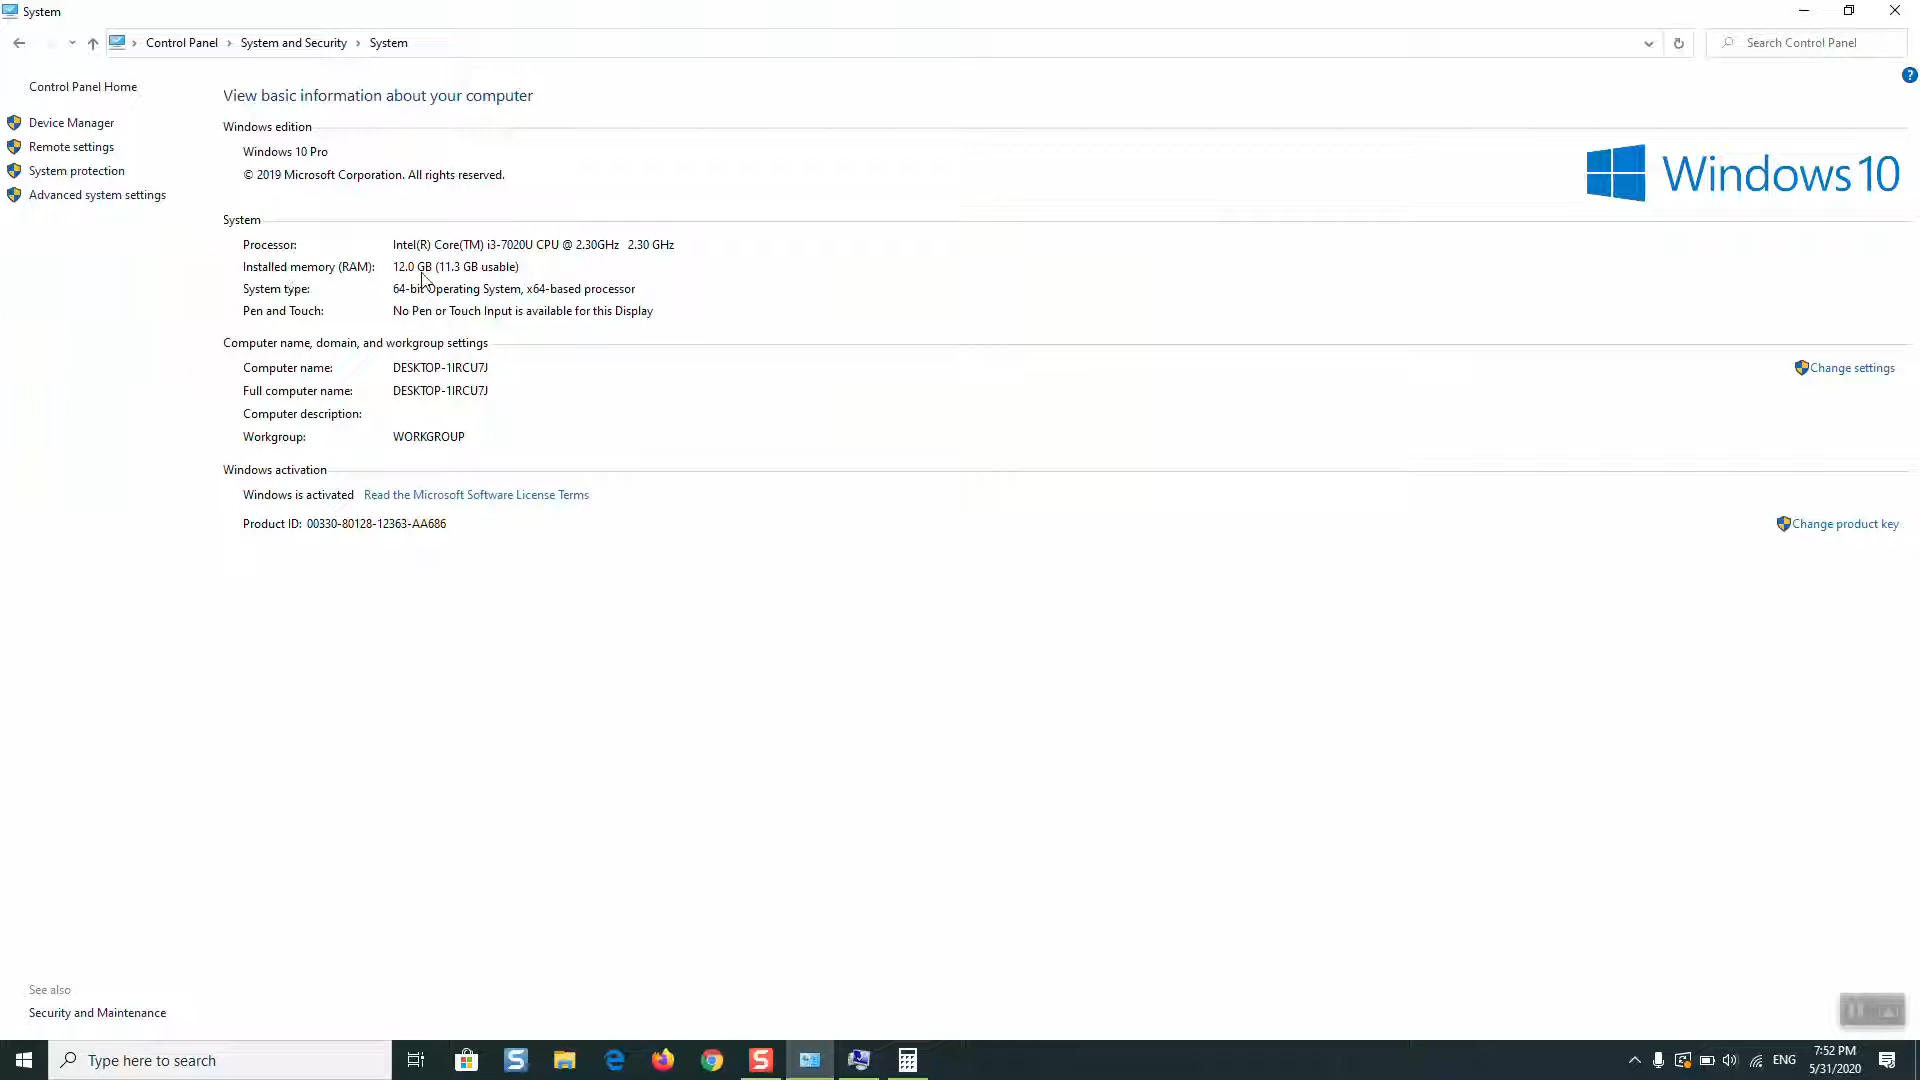 System
Control Panel > System and Security > System
Search Control Panel
Control Panel Home
Device Manager
Remote settings
System protection
Advanced system settings
View basic information about your computer
Windows edition
Windows 10 Pro
© 2019 Microsoft Corporation. All rights reserved.
Windows 10
System
Processor: Intel(R) Core(TM) i3-7020U CPU @ 2.30GHz 2.30 GHz
Installed memory (RAM): 12.0 GB (11.3 GB usable)
System type: 64-bit Operating System, x64-based processor
Pen and Touch: No Pen or Touch Input is available for this Display
Computer name, domain, and workgroup settings
Computer name: DESKTOP-1IRCU7J
Change settings
Full computer name: DESKTOP-1IRCU7J
Computer description:
Workgroup: WORKGROUP
Windows activation
Windows is activated Read the Microsoft Software License Terms
Product ID: 00330-80128-12363-AA686
Change product key
See also
Security and Maintenance
Type here to search
ENG
7:52 PM
5/31/2020